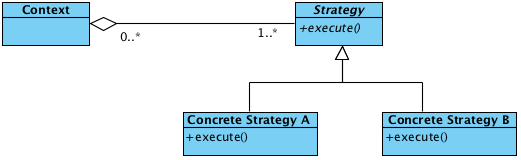 Context
0..*
1..*
Strategy
+execute()
Concrete Strategy A
+execute()
Concrete Strategy B
+execute()